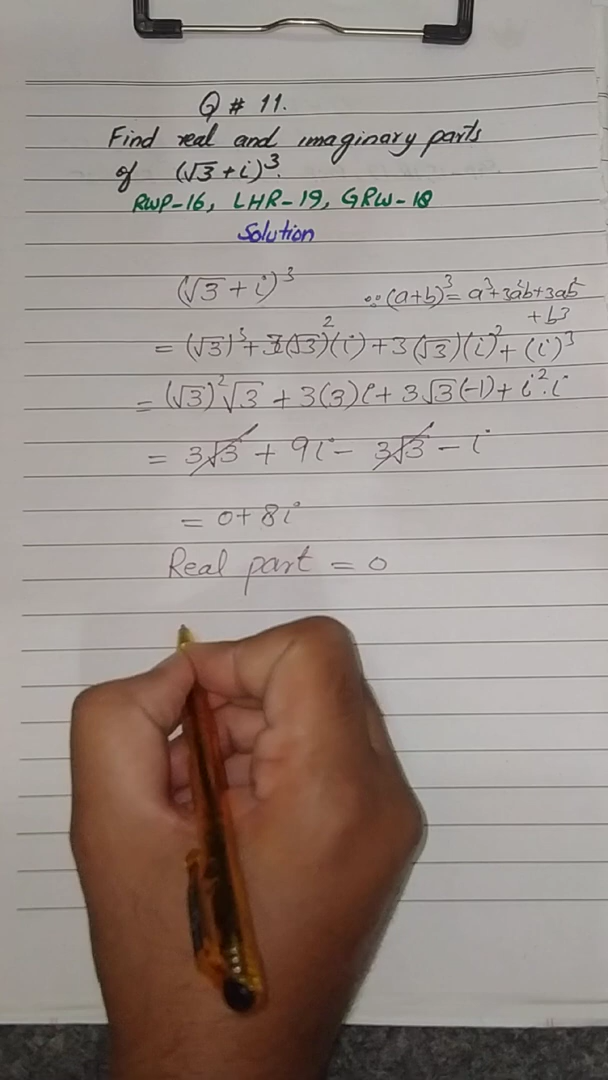 Q # 11.
Find real and imaginary parts
of (√3 + i)³.
RWP-16, LHR-19, GRW-18
Solution
(√3 + i)³ ∵ (a+b)³ = a³+3a²b+3ab²
+ b3
= (√3)³ + 3(√3)²(i) + 3(√3)(i)² + (i)³
= (√3)²√3 + 3(3)i + 3√3(-1) + i².i
= 3√3 + 9i - 3√3 - i
= 0+8i
Real part = 0